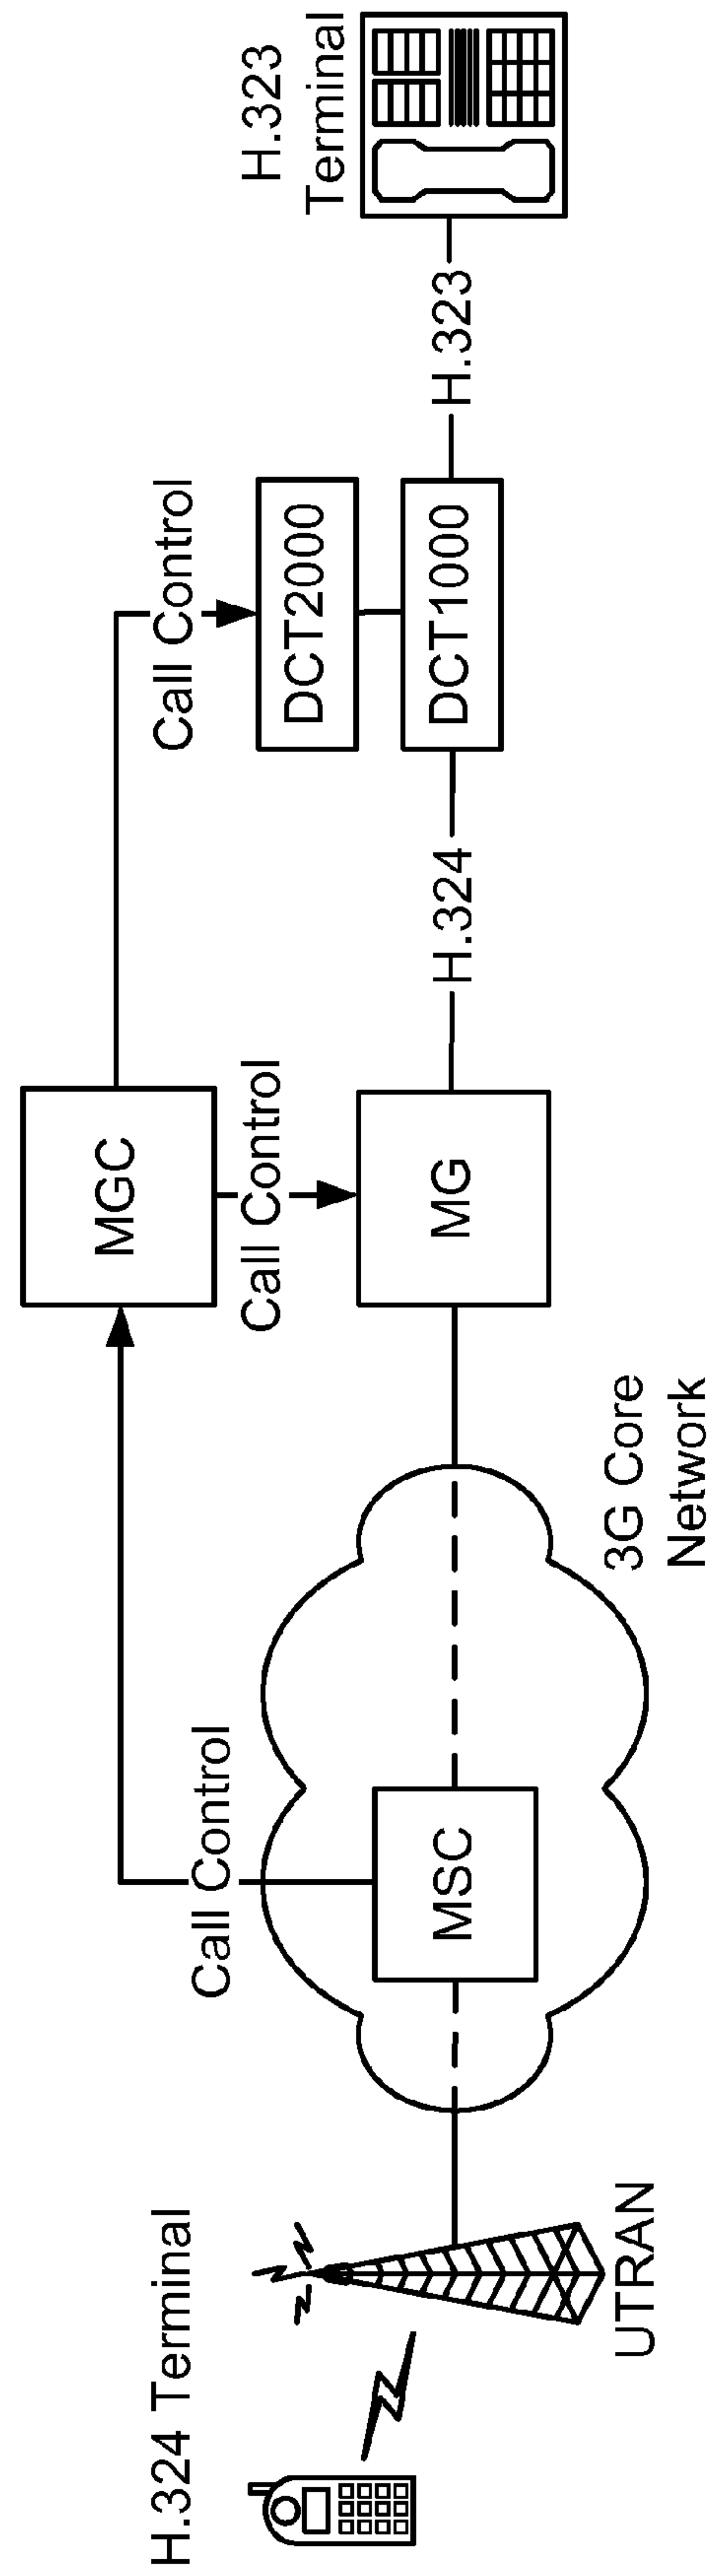 H.324 Terminal
UTRAN
Call Control
MSC
3G Core
Network
MGC
Call Control
MG
H.324
Call Control
DCT2000
DCT1000
H.323
H.323
Terminal